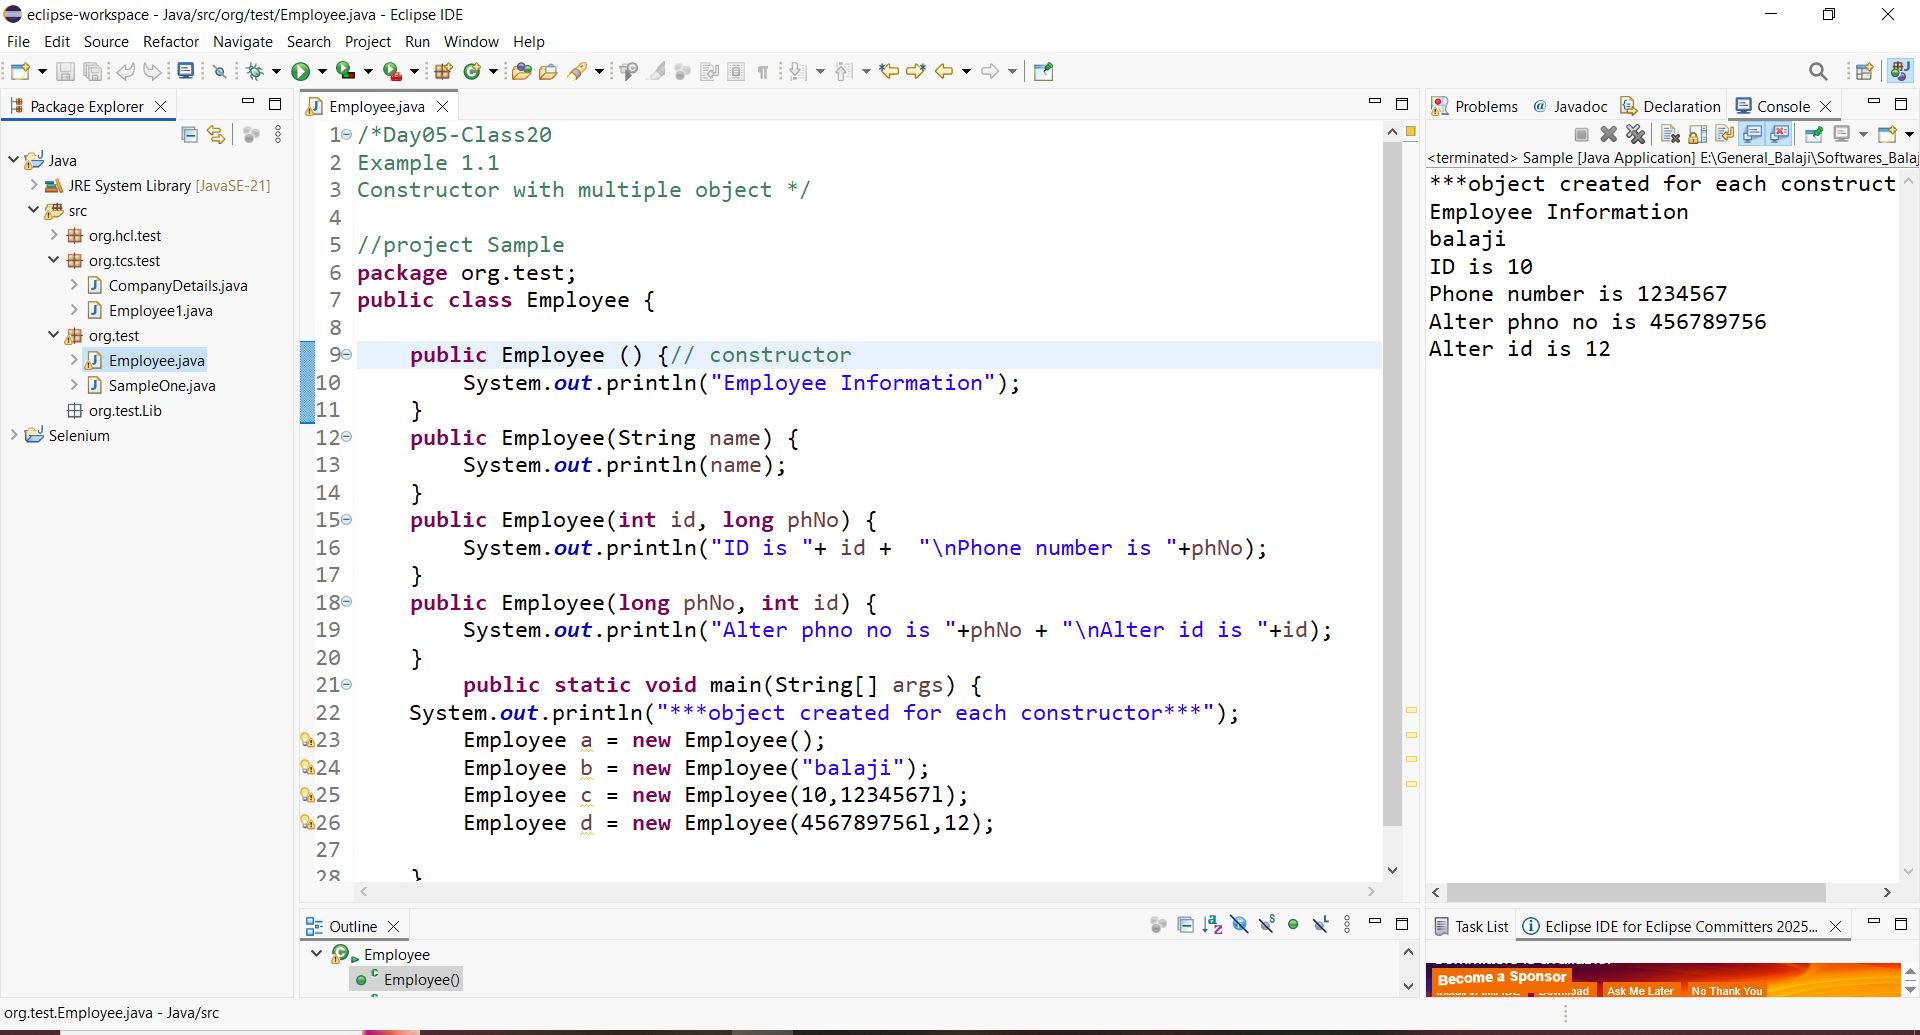 eclipse-workspace - Java/src/org/test/Employee.java - Eclipse IDE
File Edit Source Refactor Navigate Search Project Run Window Help
Package Explorer
Java
JRE System Library [JavaSE-21]
src
org.hcl.test
org.tcs.test
CompanyDetails.java
Employee1.java
org.test
Employee.java
SampleOne.java
org.test.Lib
Selenium
Employee.java
1 /*Day05-Class20
2 Example 1.1
3 Constructor with multiple object */
4
5 //project Sample
6 package org.test;
7 public class Employee {
8
9     public Employee () {// constructor
10         System.out.println("Employee Information");
11     }
12     public Employee(String name) {
13         System.out.println(name);
14     }
15     public Employee(int id, long phNo) {
16         System.out.println("ID is "+ id +  "\nPhone number is "+phNo);
17     }
18     public Employee(long phNo, int id) {
19         System.out.println("Alter phno no is "+phNo + "\nAlter id is "+id);
20     }
21         public static void main(String[] args) {
22     System.out.println("***object created for each constructor***");
23         Employee a = new Employee();
24         Employee b = new Employee("balaji");
25         Employee c = new Employee(10,1234567l);
26         Employee d = new Employee(456789756l,12);
27
28     }
Problems @ Javadoc Declaration Console
<terminated> Sample [Java Application] E:\General_Balaji\Softwares_Balaj
***object created for each construct
Employee Information
balaji
ID is 10
Phone number is 1234567
Alter phno no is 456789756
Alter id is 12
Outline
Employee
Employee()
Task List
Eclipse IDE for Eclipse Committers 2025...
Become a Sponsor
Ask Me Later No Thank You
org.test.Employee.java - Java/src